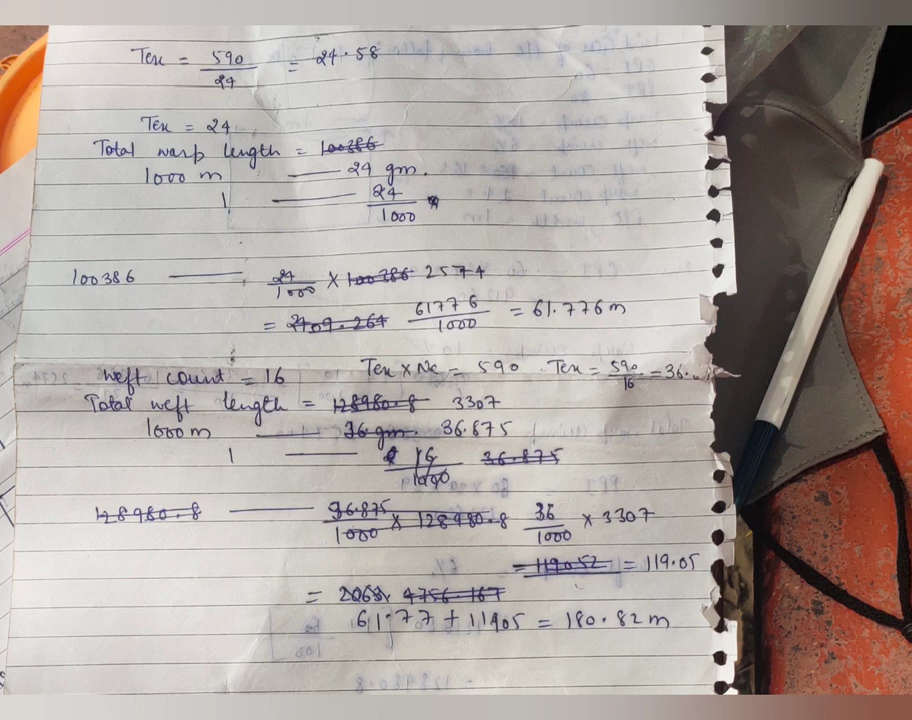 Tex = 590/24 = 24.58
Tex = 24
Total warp length = 100386
1000 m — 24 gm.
1 — 24/1000
100386 — 24/1000 × 100386 2574
= 2409.264 61776/1000 = 61.776 m
Weft count = 16 Tex × Ne = 590. Tex = 590/16 = 36.
Total weft length = 128980.8 3307
1000 m — 36 gm. 36.875
1 — 16/1000 36.875
128980.8 — 36.875/1000 × 128980.8 36/1000 × 3307
= 119052 = 119.05
= 4756.167
61.77 + 11905 = 180.82 m